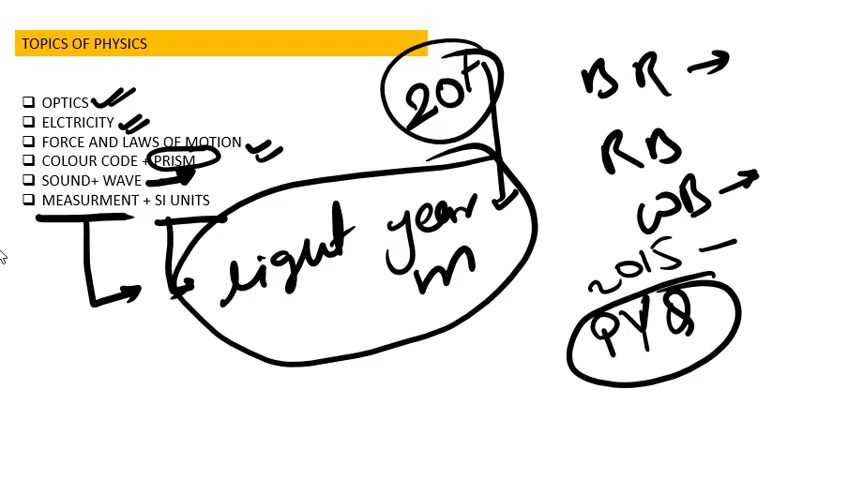 TOPICS OF PHYSICS
OPTICS
ELCTRICITY
FORCE AND LAWS OF MOTION
COLOUR CODE + PRISM
SOUND+ WAVE
MEASURMENT + SI UNITS
light year
m
BR →
RB
WB →
2015 –
PYQ